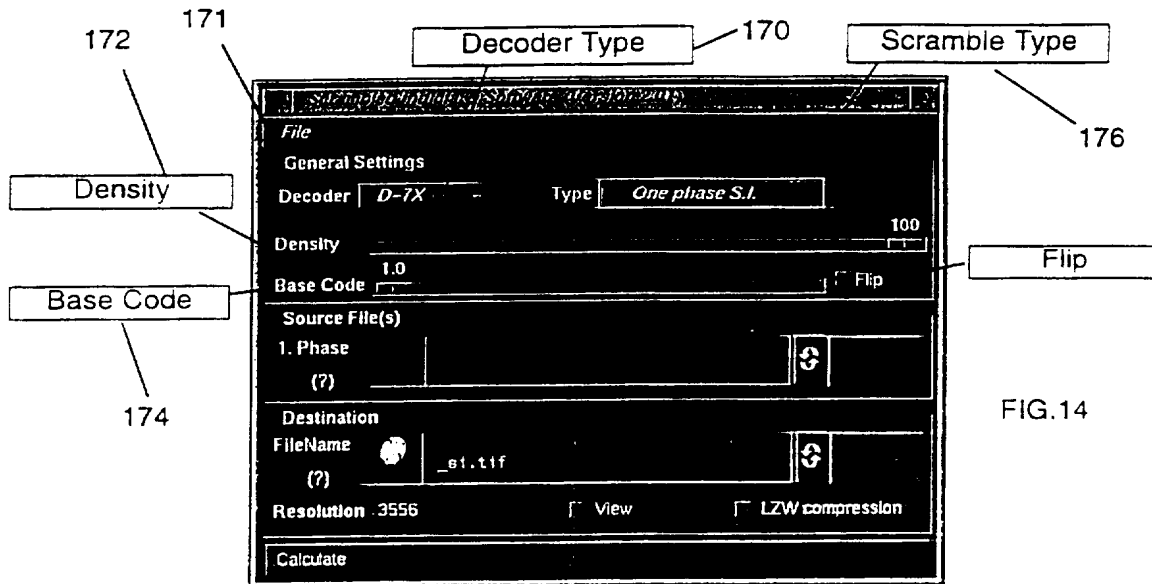 171
172
Decoder Type
170
Scramble Type
176
File
General Settings
Density
Decoder D-7X Type One phase S.I.
100
Density
1.0
Flip
Base Code Flip
Base Code
Source File(s)
1. Phase
(?)
174
Destination
FIG.14
FileName
_si.tif
(?)
Resolution 3556 View LZW compression
Calculate